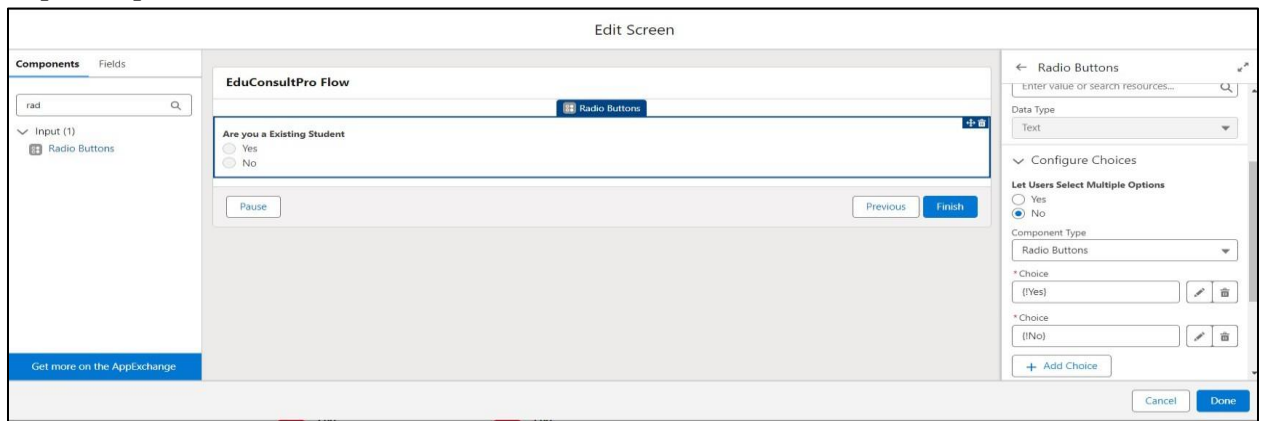 Edit Screen
Components Fields
rad
Input (1)
Radio Buttons
Get more on the AppExchange
EduConsultPro Flow
Radio Buttons
Are you a Existing Student
Yes
No
Pause Previous Finish
Radio Buttons
Enter value or search resources...
Data Type
Text
Configure Choices
Let Users Select Multiple Options
Yes
No
Component Type
Radio Buttons
*Choice
{!Yes}
*Choice
{!No}
+ Add Choice
Cancel Done